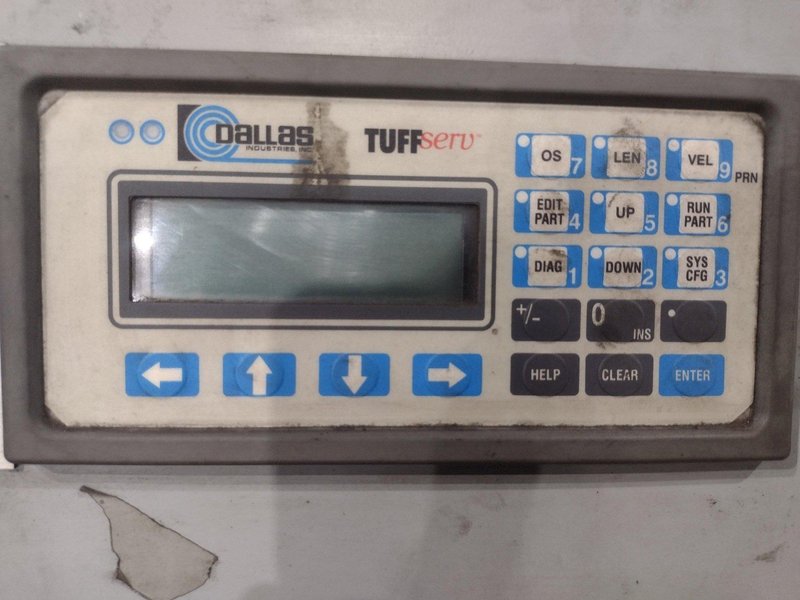 DALLAS
INDUSTRIES, INC.
TUFFserv™
OS 7
LEN 8
VEL 9
PRN
EDIT PART 4
UP 5
RUN PART 6
DIAG 1
DOWN 2
SYS CFG 3
+/-
0 INS
.
HELP
CLEAR
ENTER